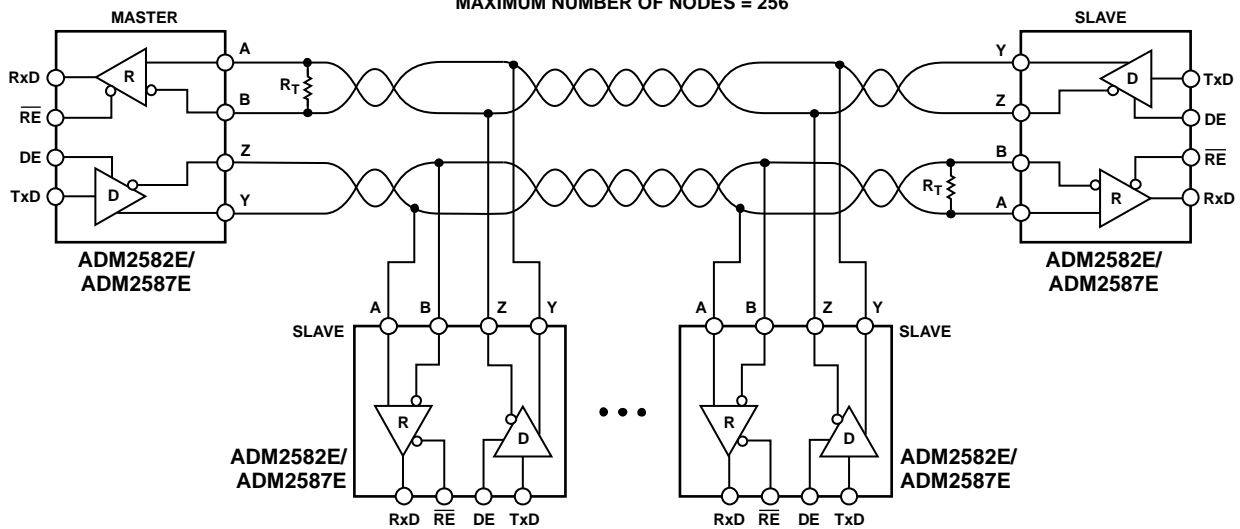 MAXIMUM NUMBER OF NODES = 256
MASTER
SLAVE
A
Y
RxD
R
RT
D
TxD
B
Z
RE
DE
DE
Z
B
RE
TxD
D
Y
RT
A
R
RxD
ADM2582E/
ADM2587E
ADM2582E/
ADM2587E
A
B
Z
Y
A
B
Z
Y
SLAVE
SLAVE
R
D
R
D
ADM2582E/
ADM2587E
ADM2582E/
ADM2587E
RxD RE DE TxD
RxD RE DE TxD